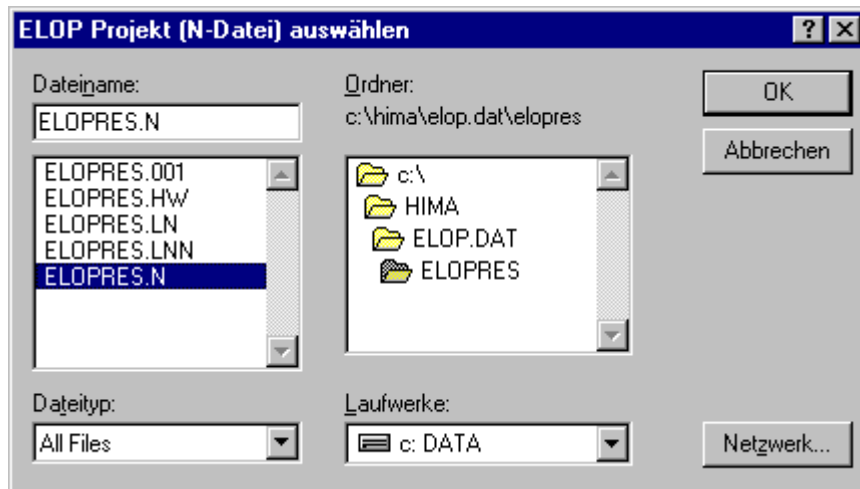 ELOP Projekt (N-Datei) auswählen
Dateiname:
ELOPRES.N
ELOPRES.001
ELOPRES.HW
ELOPRES.LN
ELOPRES.LNN
ELOPRES.N
Dateityp:
All Files
Ordner:
c:\hima\elop.dat\elopres
c:\
HIMA
ELOP.DAT
ELOPRES
Laufwerke:
c: DATA
OK
Abbrechen
Netzwerk...